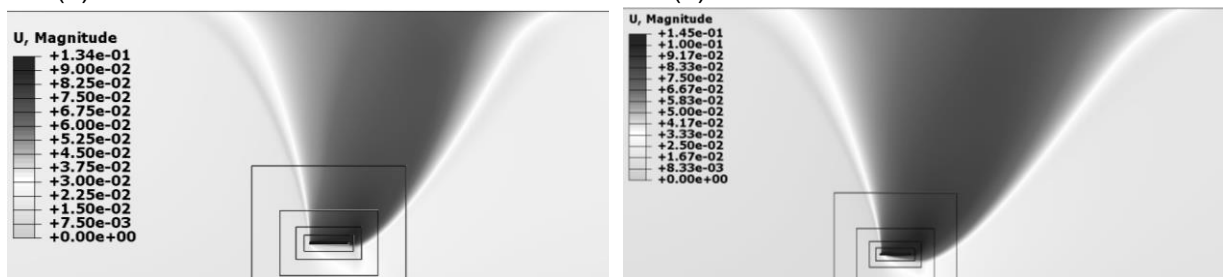 U, Magnitude
+1.34e-01
+9.00e-02
+8.25e-02
+7.50e-02
+6.75e-02
+6.00e-02
+5.25e-02
+4.50e-02
+3.75e-02
+3.00e-02
+2.25e-02
+1.50e-02
+7.50e-03
+0.00e+00
U, Magnitude
+1.45e-01
+1.00e-01
+9.17e-02
+8.33e-02
+7.50e-02
+6.67e-02
+5.83e-02
+5.00e-02
+4.17e-02
+3.33e-02
+2.50e-02
+1.67e-02
+8.33e-03
+0.00e+00